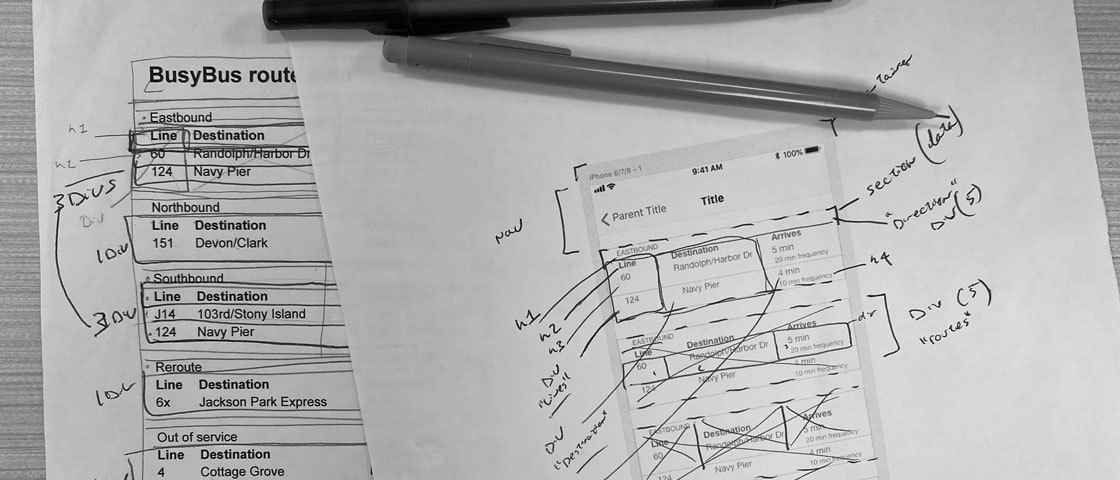 BusyBus route
Eastbound
Line Destination
60 Randolph/Harbor Dr
124 Navy Pier
Northbound
Line Destination
151 Devon/Clark
Southbound
Line Destination
J14 103rd/Stony Island
124 Navy Pier
Reroute
Line Destination
6x Jackson Park Express
Out of service
Line Destination
4 Cottage Grove
h1
h2
3 Divs
Div
1 Div
3 Div
1 Div
iPhone 6/7/8 - 1
9:41 AM
100%
Parent Title
Title
EASTBOUND
Line Destination Arrives
60 Randolph/Harbor Dr 5 min
20 min frequency
124 Navy Pier 4 min
10 min frequency
EASTBOUND
Line Destination Arrives
60 Randolph/Harbor Dr 5 min
20 min frequency
124 Navy Pier 4 min
10 min frequency
EASTBOUND
Line Destination Arrives
60 Randolph/Harbor Dr 5 min
20 min frequency
Navy Pier 4 min
10 min frequency
nav
h1
h2
h3
Div
"Lines"
Div
"Destination"
section (data)
"Direction"
Div (5)
h4
div
Div (5)
"routes"